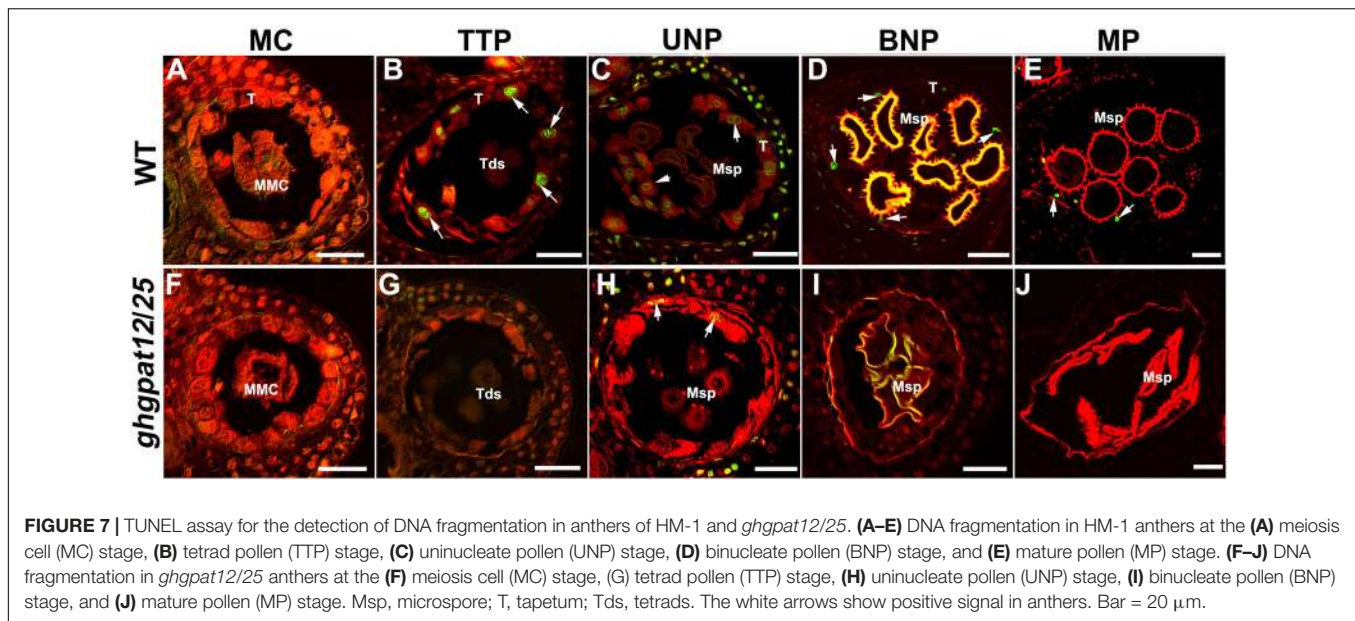 MC TTP UNP BNP MP
WT
A T MMC
B T Tds
C T Msp
D T Msp
E Msp
ghgpat12/25
F MMC
G Tds
H Msp
I Msp
J Msp
FIGURE 7 | TUNEL assay for the detection of DNA fragmentation in anthers of HM-1 and ghgpat12/25. (A–E) DNA fragmentation in HM-1 anthers at the (A) meiosis
cell (MC) stage, (B) tetrad pollen (TTP) stage, (C) uninucleate pollen (UNP) stage, (D) binucleate pollen (BNP) stage, and (E) mature pollen (MP) stage. (F–J) DNA
fragmentation in ghgpat12/25 anthers at the (F) meiosis cell (MC) stage, (G) tetrad pollen (TTP) stage, (H) uninucleate pollen (UNP) stage, (I) binucleate pollen (BNP)
stage, and (J) mature pollen (MP) stage. Msp, microspore; T, tapetum; Tds, tetrads. The white arrows show positive signal in anthers. Bar = 20 μm.